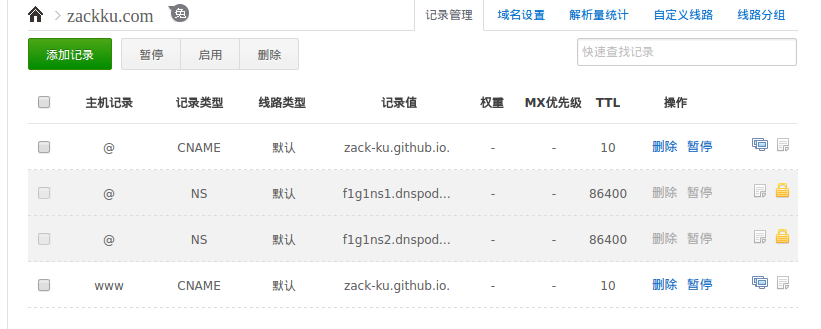 zackku.com 免 记录管理 域名设置 解析量统计 自定义线路 线路分组
添加记录 暂停 启用 删除 快速查找记录
主机记录 记录类型 线路类型 记录值 权重 MX优先级 TTL 操作
@ CNAME 默认 zack-ku.github.io. - - 10 删除 暂停
@ NS 默认 f1g1ns1.dnspod... - - 86400 删除 暂停
@ NS 默认 f1g1ns2.dnspod... - - 86400 删除 暂停
www CNAME 默认 zack-ku.github.io. - - 10 删除 暂停